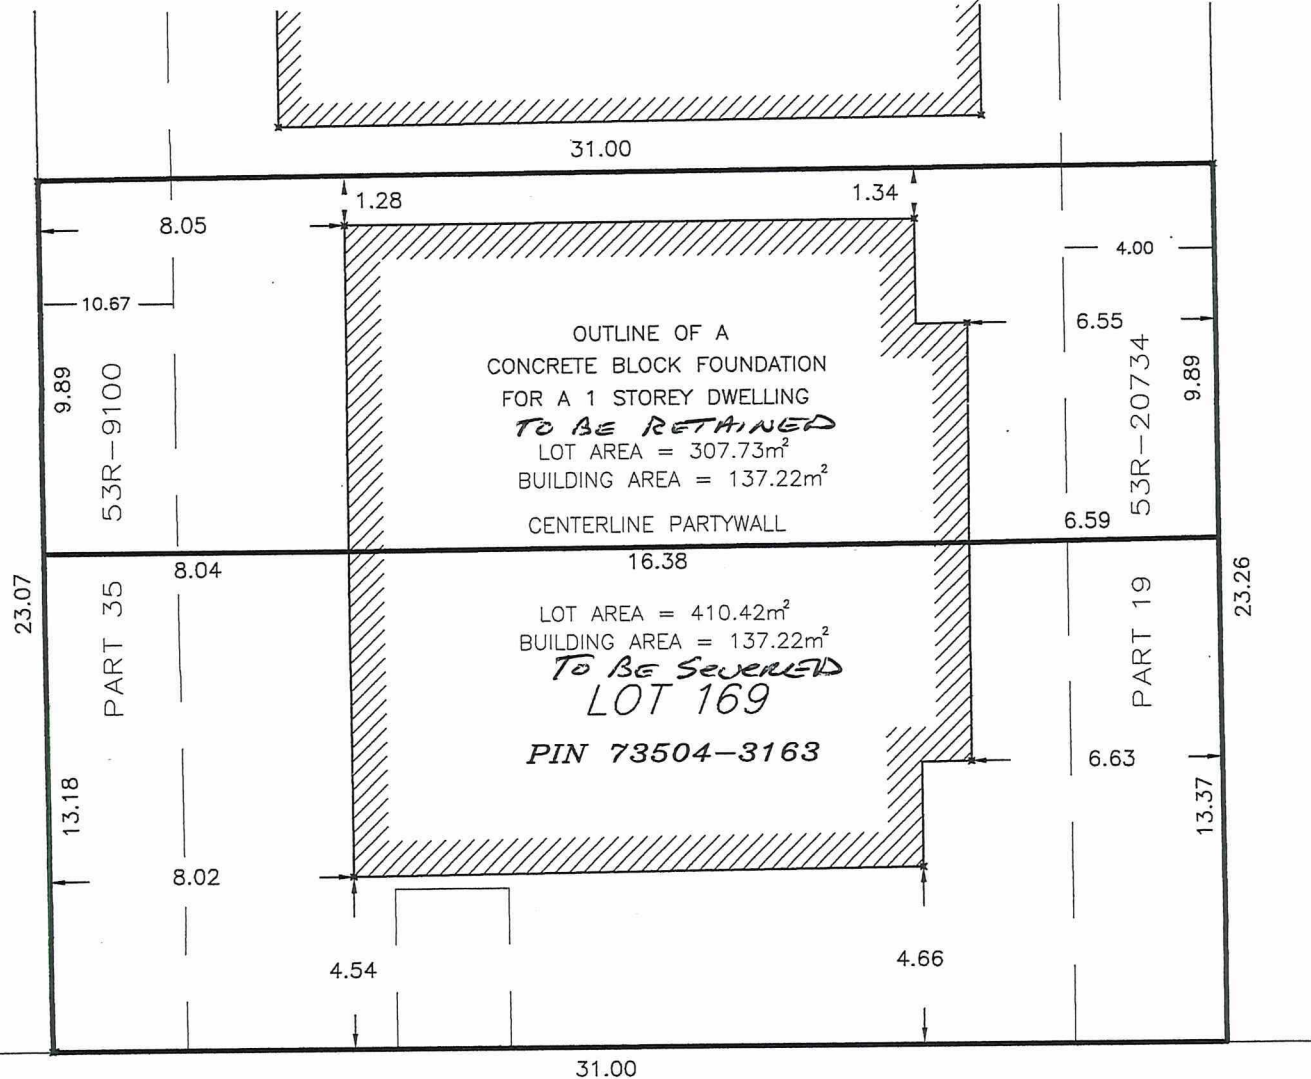 31.00
1.28
1.34
8.05
4.00
10.67
6.55
OUTLINE OF A
CONCRETE BLOCK FOUNDATION
FOR A 1 STOREY DWELLING
TO BE RETAINED
LOT AREA = 307.73m²
BUILDING AREA = 137.22m²
9.89
53R-9100
9.89
53R-20734
CENTERLINE PARTYWALL
6.59
16.38
8.04
23.07
PART 35
23.26
PART 19
LOT AREA = 410.42m²
BUILDING AREA = 137.22m²
TO BE SEVERED
LOT 169
PIN 73504-3163
6.63
13.18
13.37
8.02
4.54
4.66
31.00